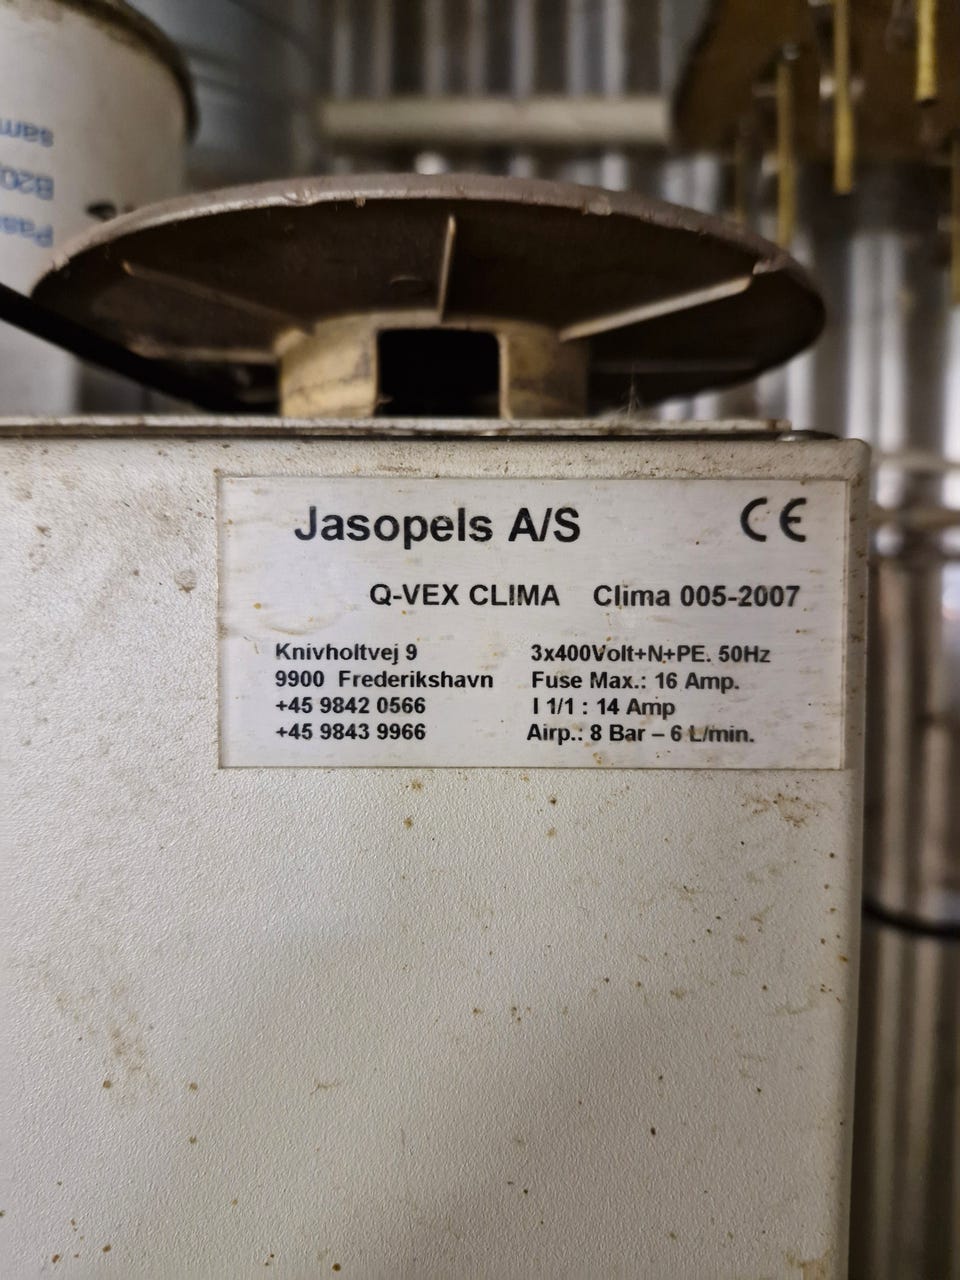 Jasopels A/S CE
Q-VEX CLIMA Clima 005-2007
Knivholtvej 9
9900 Frederikshavn
+45 9842 0566
+45 9843 9966
3x400Volt+N+PE. 50Hz
Fuse Max.: 16 Amp.
I 1/1 : 14 Amp
Airp.: 8 Bar – 6 L/min.